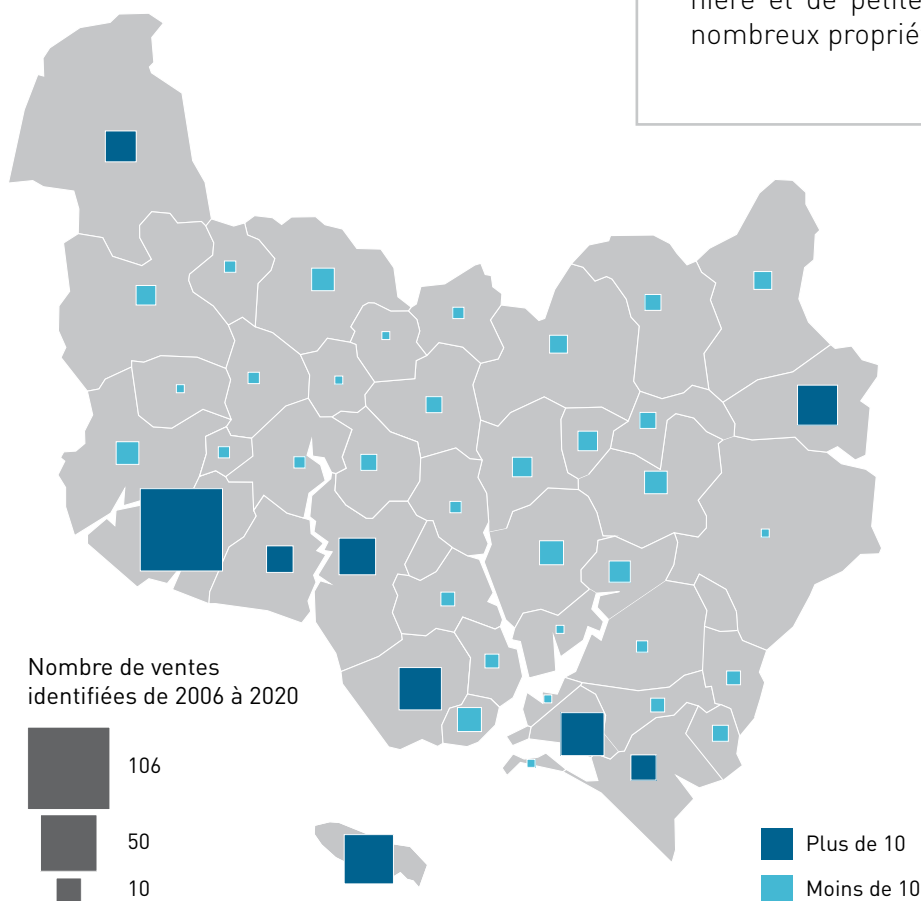 nombreux proprié
Nombre de ventes
identifiées de 2006 à 2020
106
50
10
Plus de 10
Moins de 10